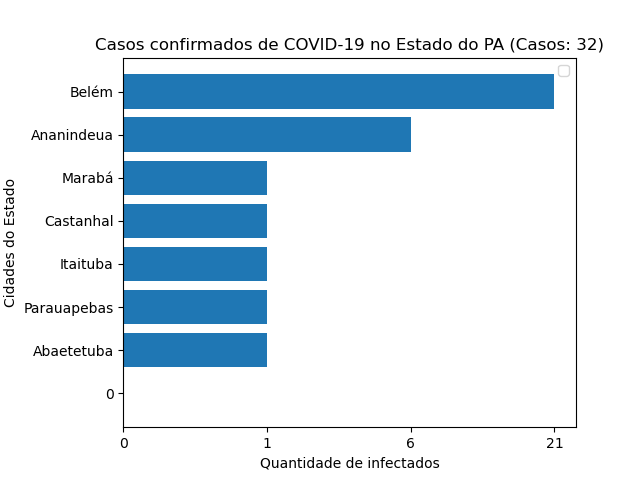 Casos confirmados de COVID-19 no Estado do PA (Casos: 32)
Cidades do Estado
Belém
Ananindeua
Marabá
Castanhal
Itaituba
Parauapebas
Abaetetuba
0
0 1 6 21
Quantidade de infectados